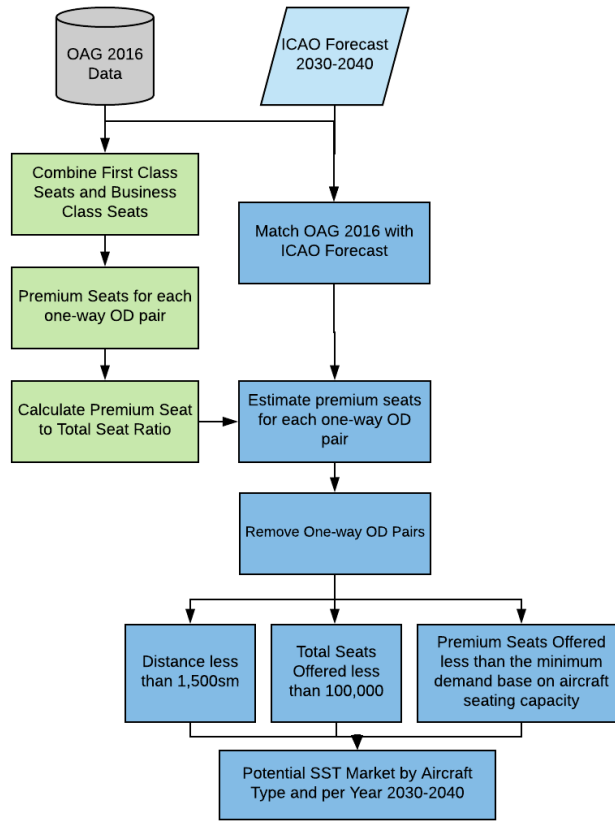 OAG 2016
Data
ICAO Forecast
2030-2040
Combine First Class
Seats and Business
Class Seats
Match OAG 2016 with
ICAO Forecast
Premium Seats for each
one-way OD pair
Calculate Premium Seat
to Total Seat Ratio
Estimate premium seats
for each one-way OD
pair
Remove One-way OD Pairs
Distance less
than 1,500sm
Total Seats
Offered less
than 100,000
Premium Seats Offered
less than the minimum
demand base on aircraft
seating capacity
Potential SST Market by Aircraft
Type and per Year 2030-2040